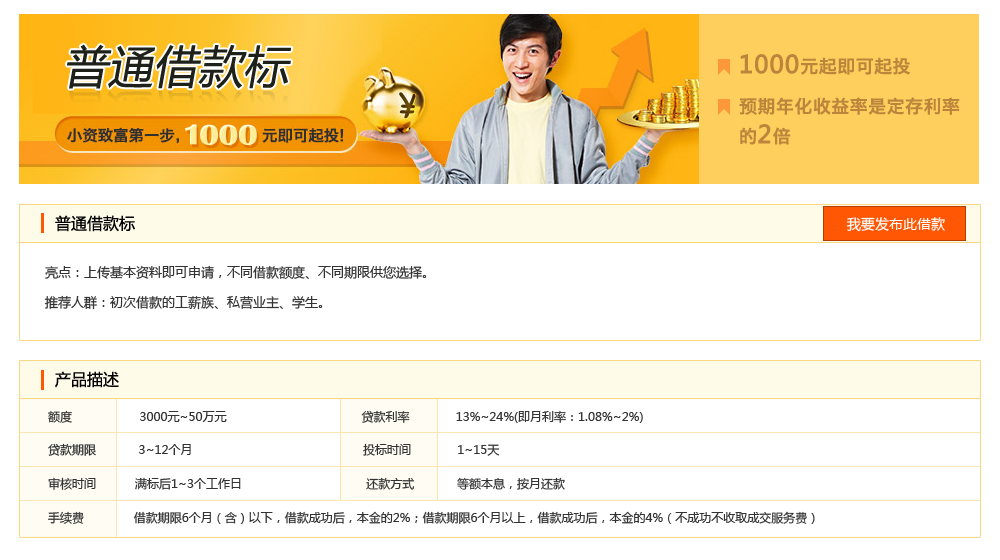 普通借款标
小资致富第一步，1000元即可起投!
1000元起即可起投
预期年化收益率是定存利率
的2倍
普通借款标
我要发布此借款
亮点：上传基本资料即可申请，不同借款额度、不同期限供您选择。
推荐人群：初次借款的工薪族、私营业主、学生。
产品描述
额度 3000元~50万元 贷款利率 13%~24%(即月利率：1.08%~2%)
贷款期限 3~12个月 投标时间 1~15天
审核时间 满标后1~3个工作日 还款方式 等额本息，按月还款
手续费 借款期限6个月（含）以下，借款成功后，本金的2%；借款期限6个月以上，借款成功后，本金的4%（不成功不收取成交服务费）